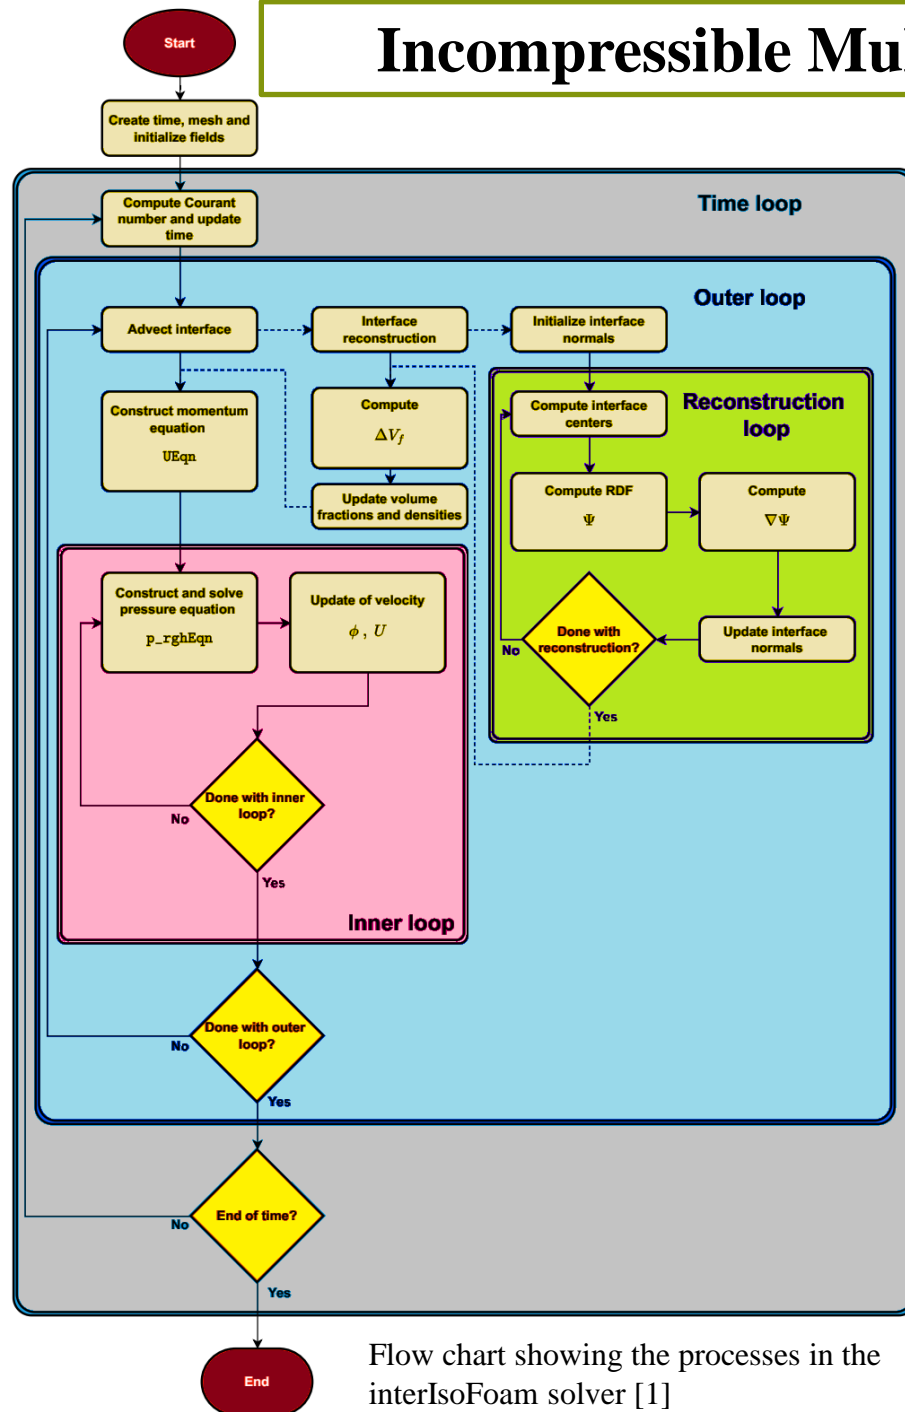 Incompressible Mul
Start
Create time, mesh and
initialize fields
Time loop
Compute Courant
number and update
time
Outer loop
Advect interface
Interface
reconstruction
Initialize interface
normals
Construct momentum
equation
UEqn
Compute
ΔV_f
Update volume
fractions and densities
Reconstruction
loop
Compute interface
centers
Compute RDF
Ψ
Compute
∇Ψ
Update interface
normals
Done with
reconstruction?
No
Yes
Construct and solve
pressure equation
p_rghEqn
Update of velocity
ϕ , U
Done with inner
loop?
No
Yes
Inner loop
Done with outer
loop?
No
Yes
End of time?
No
Yes
End
Flow chart showing the processes in the
interIsoFoam solver [1]